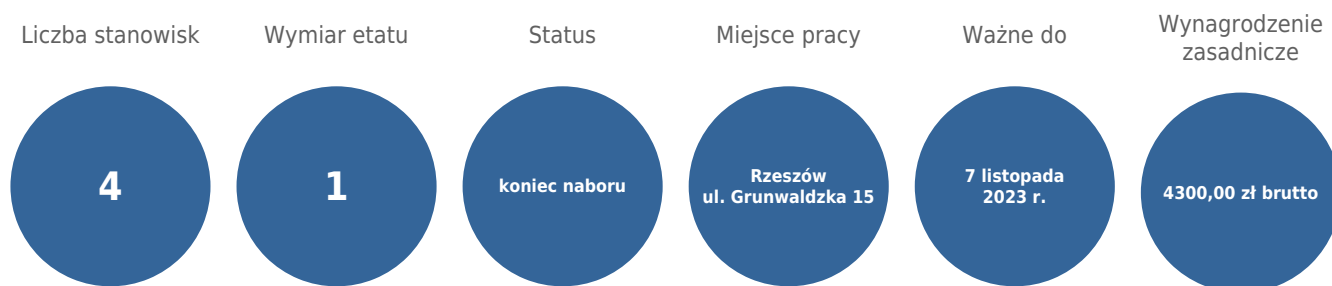 Liczba stanowisk
4
Wymiar etatu
1
Status
koniec naboru
Miejsce pracy
Rzeszów
ul. Grunwaldzka 15
Ważne do
7 listopada
2023 r.
Wynagrodzenie
zasadnicze
4300,00 zł brutto